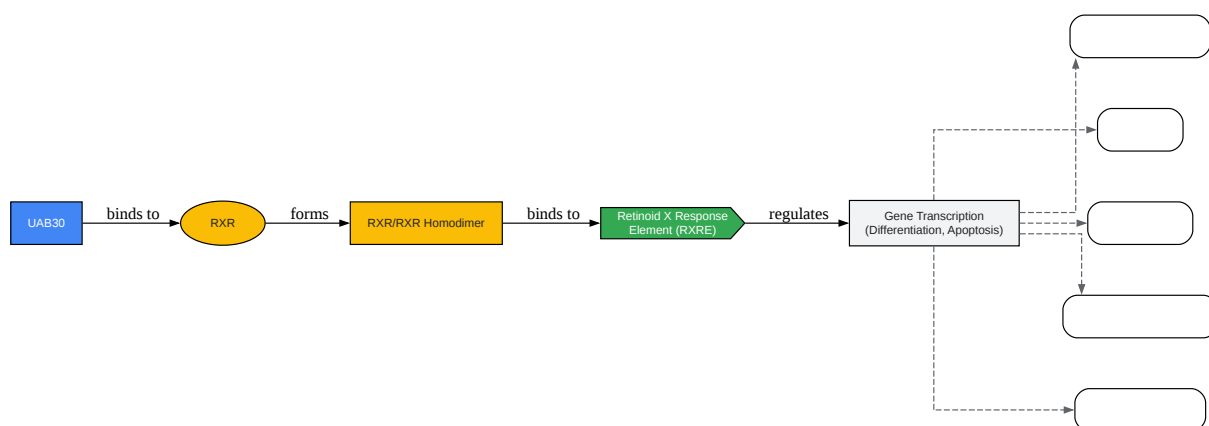 UAB30
binds to
RXR
forms
RXR/RXR Homodimer
binds to
Retinoid X Response
Element (RXRE)
regulates
Gene Transcription
(Differentiation, Apoptosis)